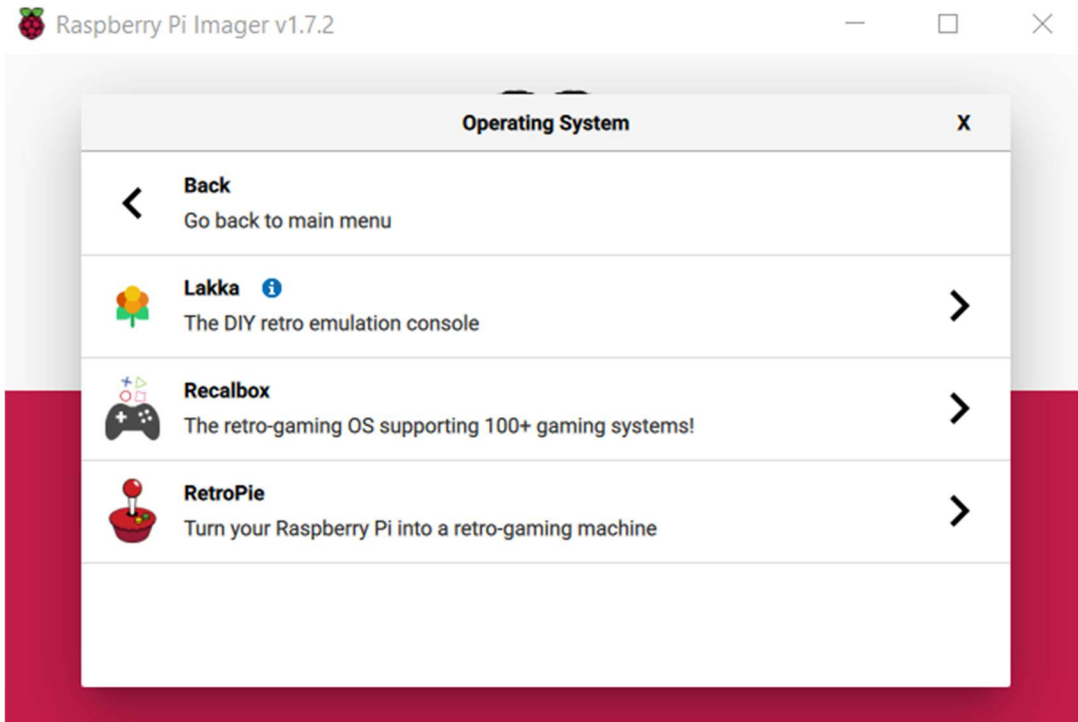 Raspberry Pi Imager v1.7.2
Operating System X
Back
Go back to main menu
Lakka
The DIY retro emulation console
Recalbox
The retro-gaming OS supporting 100+ gaming systems!
RetroPie
Turn your Raspberry Pi into a retro-gaming machine